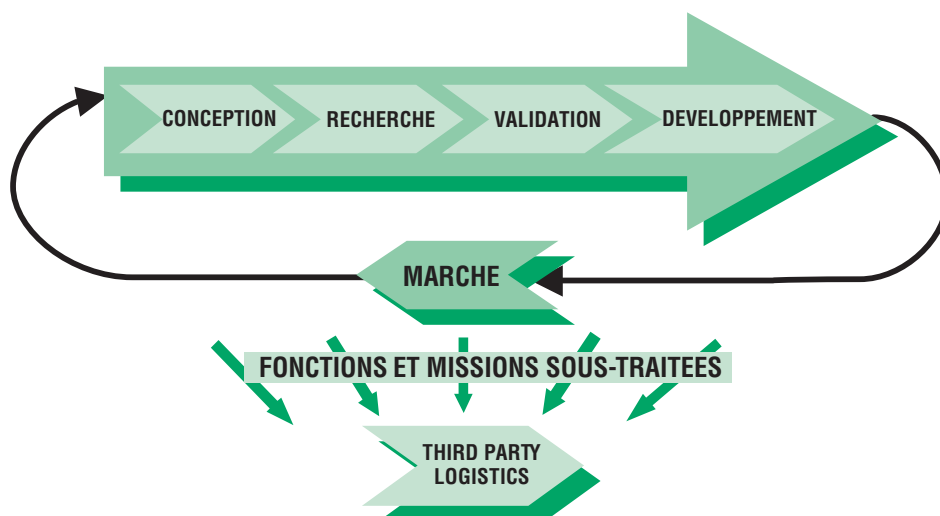 CONCEPTION
RECHERCHE
VALIDATION
DEVELOPPEMENT
MARCHE
FONCTIONS ET MISSIONS SOUS-TRAITEES
THIRD PARTY
LOGISTICS